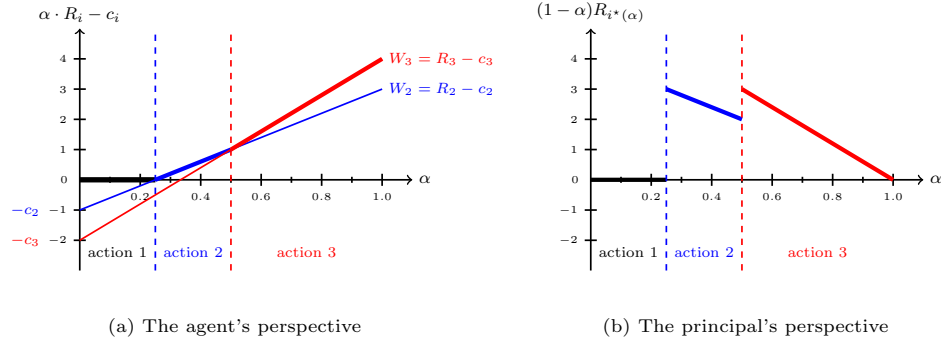 α · R_i − c_i
4
W_3 = R_3 − c_3
3
W_2 = R_2 − c_2
2
1
0
α
0.2 0.4 0.6 0.8 1.0
−c_2 −1
−c_3 −2
action 1 action 2 action 3
(a) The agent's perspective
(1 − α)R_{i⋆(α)}
4
3
2
1
0
α
0.2 0.4 0.6 0.8 1.0
−1
−2
action 1 action 2 action 3
(b) The principal's perspective